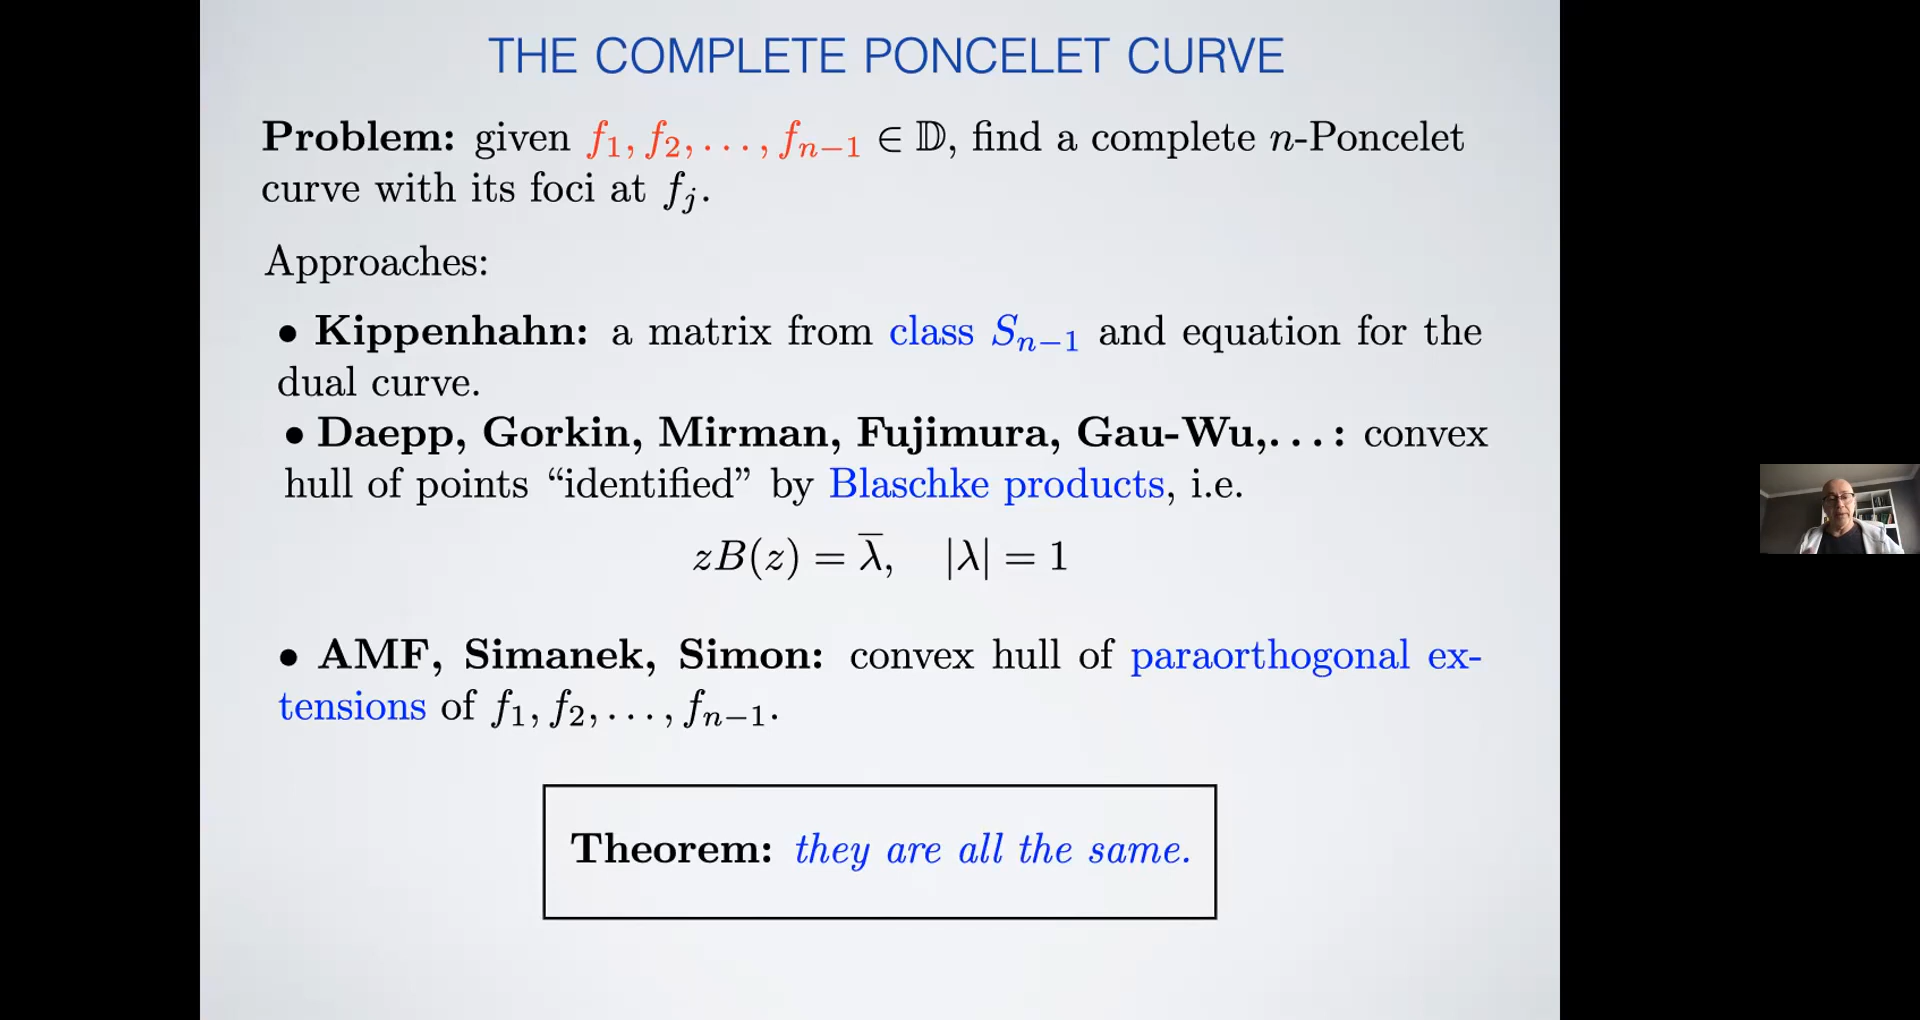 THE COMPLETE PONCELET CURVE
Problem: given f₁, f₂, . . . , fₙ₋₁ ∈ 𝔻, find a complete n-Poncelet
curve with its foci at fⱼ.
Approaches:
• Kippenhahn: a matrix from class Sₙ₋₁ and equation for the
dual curve.
• Daepp, Gorkin, Mirman, Fujimura, Gau-Wu,. . . : convex
hull of points “identified” by Blaschke products, i.e.
zB(z) = λ̅, |λ| = 1
• AMF, Simanek, Simon: convex hull of paraorthogonal ex-
tensions of f₁, f₂, . . . , fₙ₋₁.
Theorem: they are all the same.